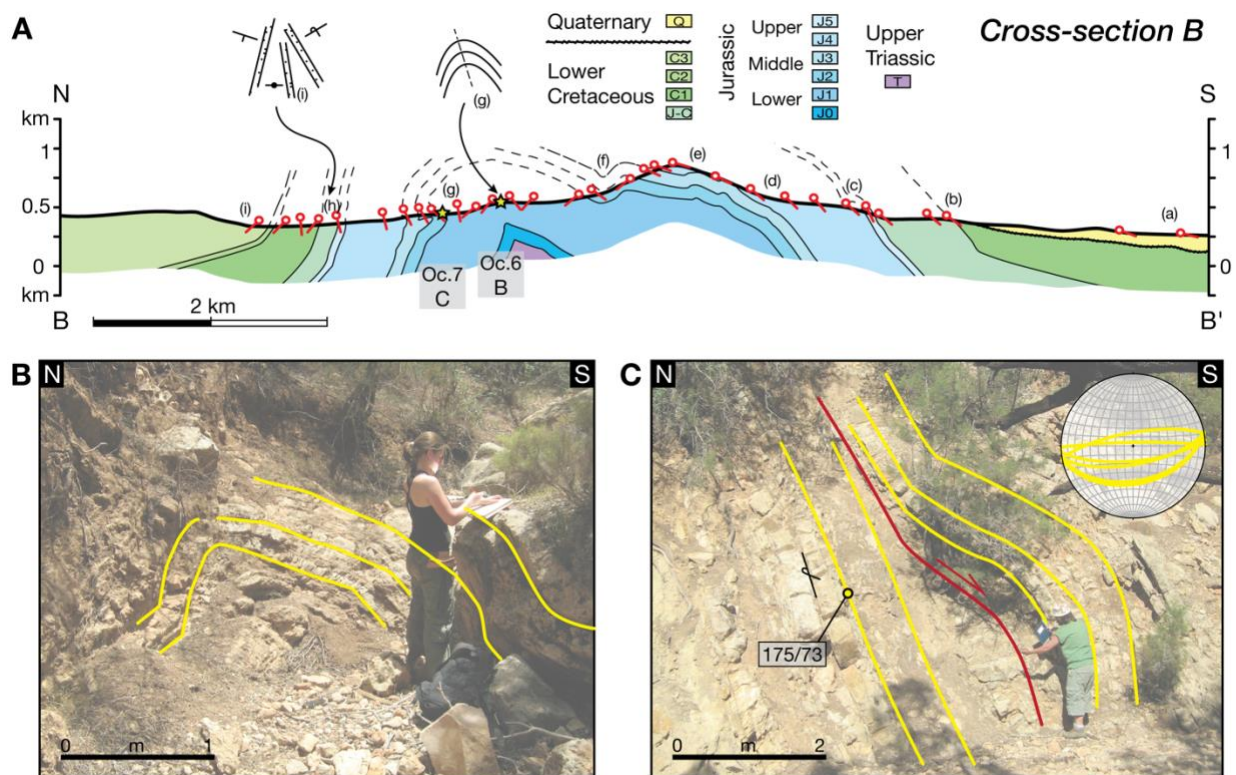 A
Cross-section B
Quaternary
Q
Lower
Cretaceous
C3
C2
C1
J-C
Jurassic
Upper
Middle
Lower
J5
J4
J3
J2
J1
J0
Upper
Triassic
T
(i)
(g)
N
km
1
0.5
0
km
B
S
1
0
B'
(i)
(h)
(g)
(f)
(e)
(d)
(c)
(b)
(a)
Oc.7
C
Oc.6
B
2 km
B
N
S
0 m 1
C
N
S
175/73
0 m 2